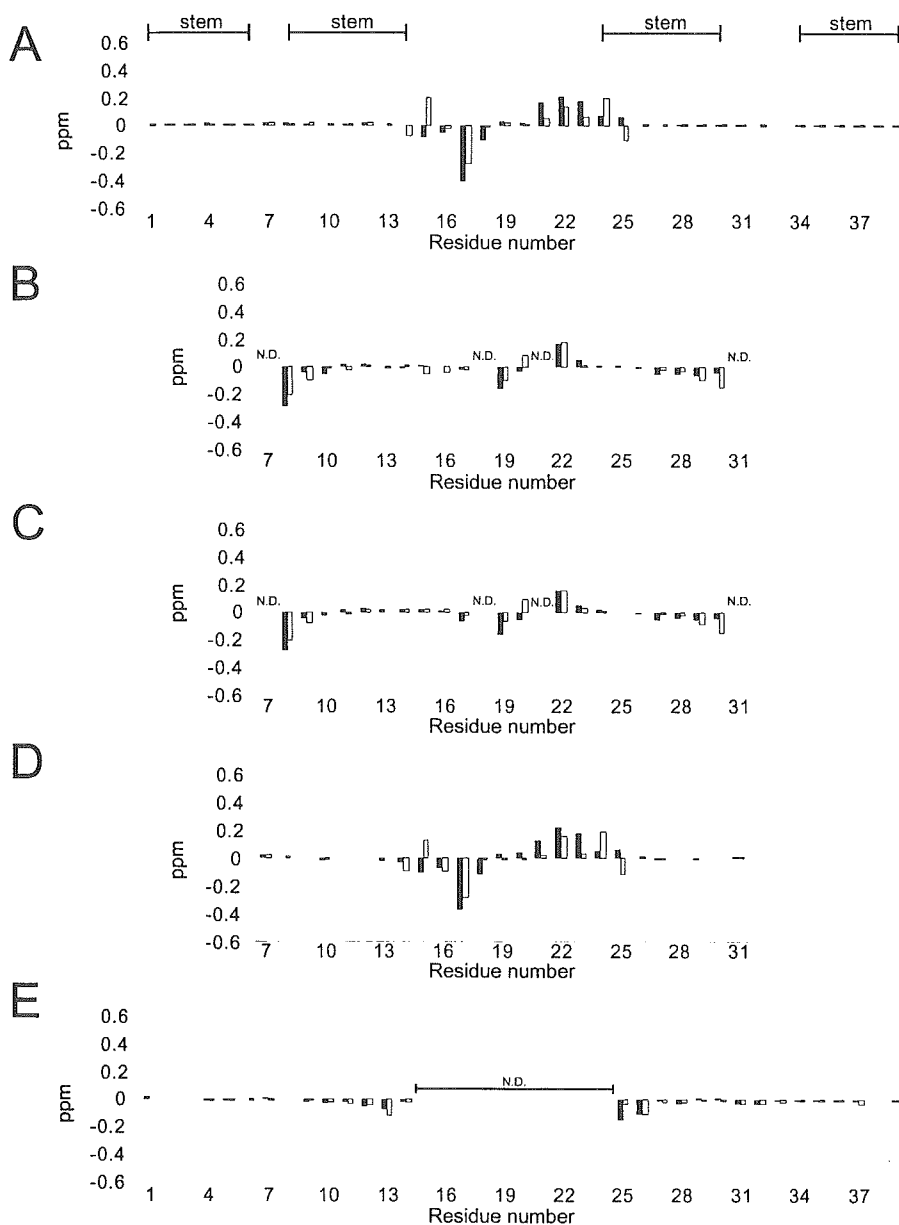 stem stem stem stem
A
0.6
0.4
0.2
0
-0.2
-0.4
-0.6
ppm
1 4 7 10 13 16 19 22 25 28 31 34 37
Residue number
B
0.6
0.4
0.2
0
-0.2
-0.4
-0.6
ppm
N.D. N.D. N.D. N.D.
7 10 13 16 19 22 25 28 31
Residue number
C
0.6
0.4
0.2
0
-0.2
-0.4
-0.6
ppm
N.D. N.D. N.D. N.D.
7 10 13 16 19 22 25 28 31
Residue number
D
0.6
0.4
0.2
0
-0.2
-0.4
-0.6
ppm
7 10 13 16 19 22 25 28 31
Residue number
E
0.6
0.4
0.2
0
-0.2
-0.4
-0.6
ppm
N.D.
1 4 7 10 13 16 19 22 25 28 31 34 37
Residue number